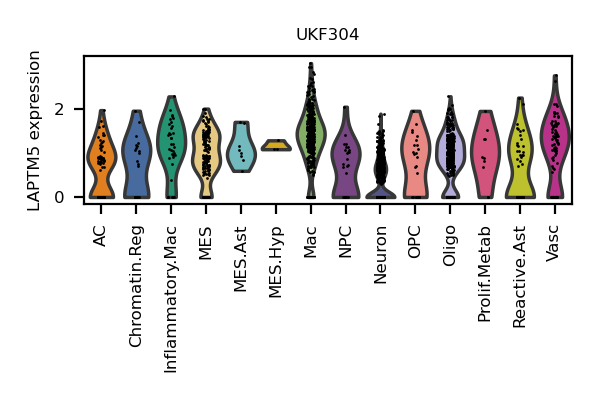 UKF304
LAPTM5 expression
2
0
AC
Chromatin.Reg
Inflammatory.Mac
MES
MES.Ast
MES.Hyp
Mac
NPC
Neuron
OPC
Oligo
Prolif.Metab
Reactive.Ast
Vasc